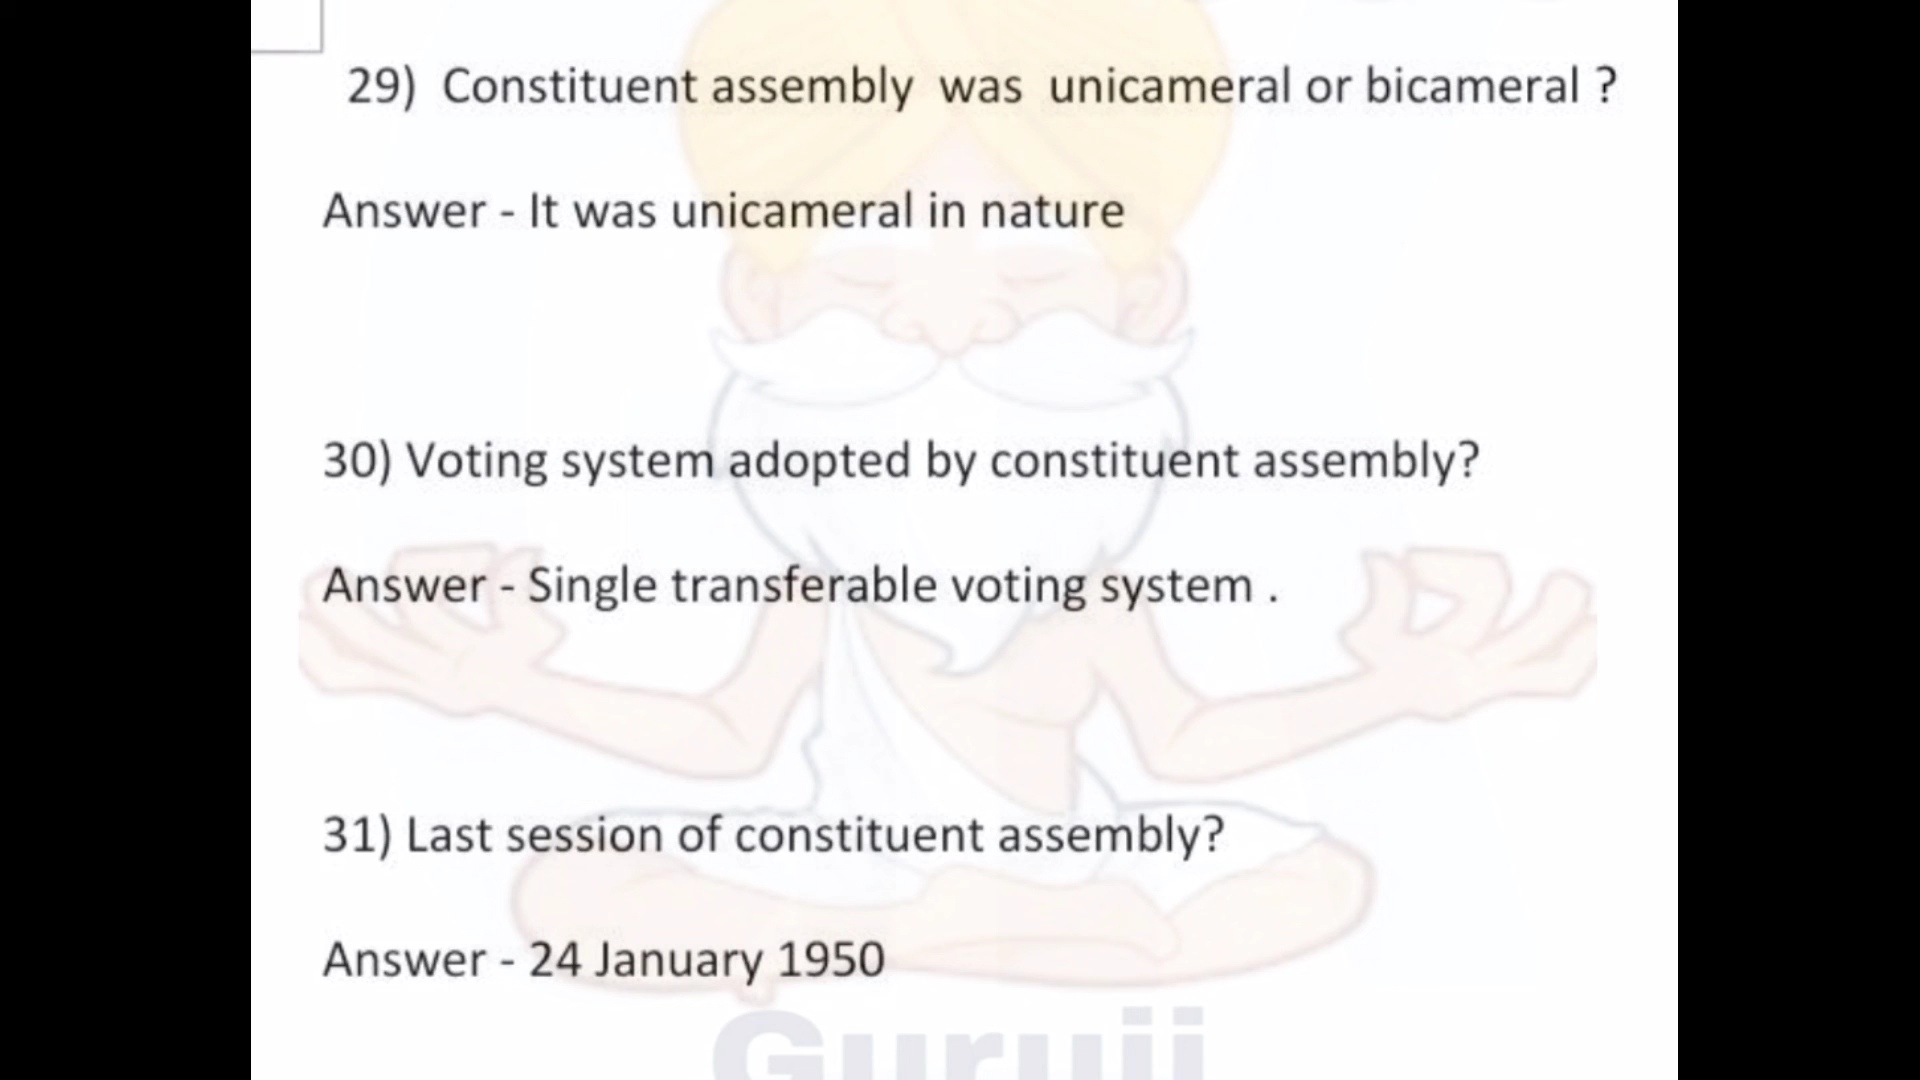 29) Constituent assembly was unicameral or bicameral ?
Answer - It was unicameral in nature
30) Voting system adopted by constituent assembly?
Answer - Single transferable voting system .
31) Last session of constituent assembly?
Answer - 24 January 1950
Guruji